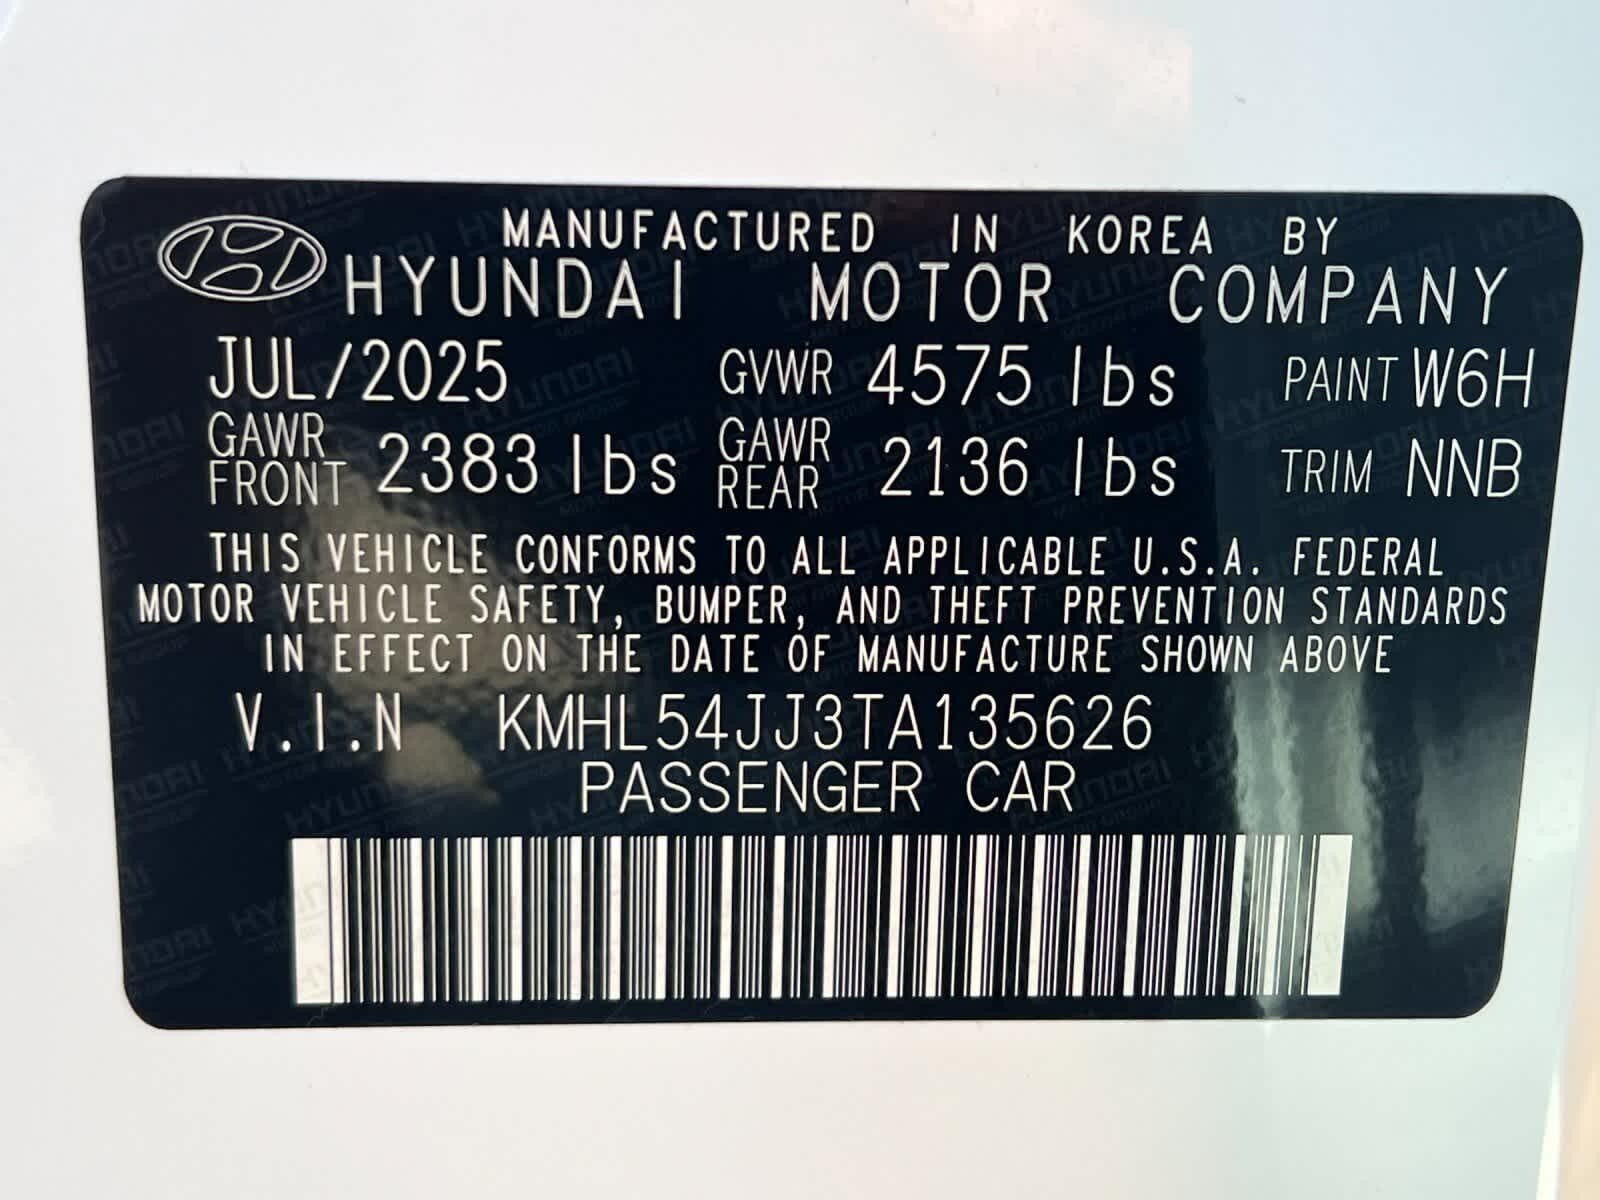 MANUFACTURED IN KOREA BY
HYUNDAI MOTOR COMPANY
JUL/2025 GVWR 4575 lbs PAINT W6H
GAWR FRONT 2383 lbs GAWR REAR 2136 lbs TRIM NNB
THIS VEHICLE CONFORMS TO ALL APPLICABLE U.S.A. FEDERAL
MOTOR VEHICLE SAFETY, BUMPER, AND THEFT PREVENTION STANDARDS
IN EFFECT ON THE DATE OF MANUFACTURE SHOWN ABOVE
V.I.N KMHL54JJ3TA135626
PASSENGER CAR